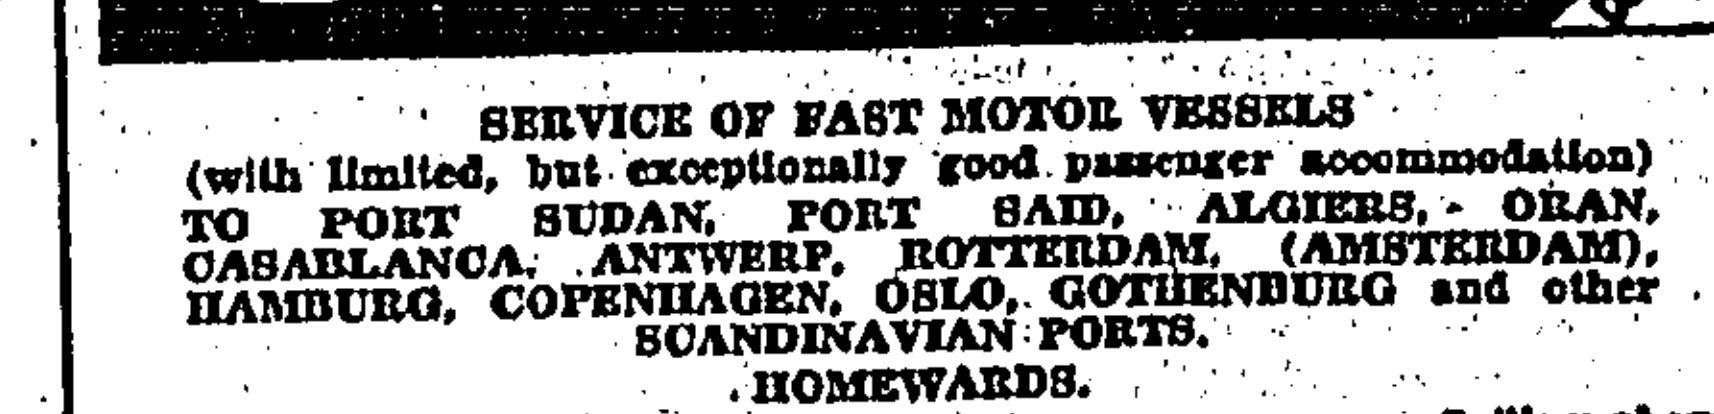 SERVICE OF FAST MOTOR VESSELS
(with limited, but exceptionally good passenger accommodation)
TO PORT SUDAN, PORT SAID, ALGIERS, ORAN,
CASABLANCA, ANTWERP, ROTTERDAM, (AMSTERDAM),
HAMBURG, COPENHAGEN, OSLO, GOTHENBURG and other
SCANDINAVIAN PORTS.
HOMEWARDS.